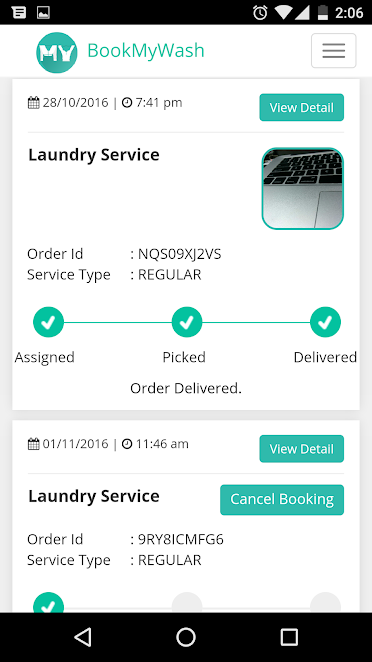 2:06
MY BookMyWash
28/10/2016 | 7:41 pm View Detail
Laundry Service
Order Id : NQS09XJ2VS
Service Type : REGULAR
Assigned Picked Delivered
Order Delivered.
01/11/2016 | 11:46 am View Detail
Laundry Service Cancel Booking
Order Id : 9RY8ICMFG6
Service Type : REGULAR